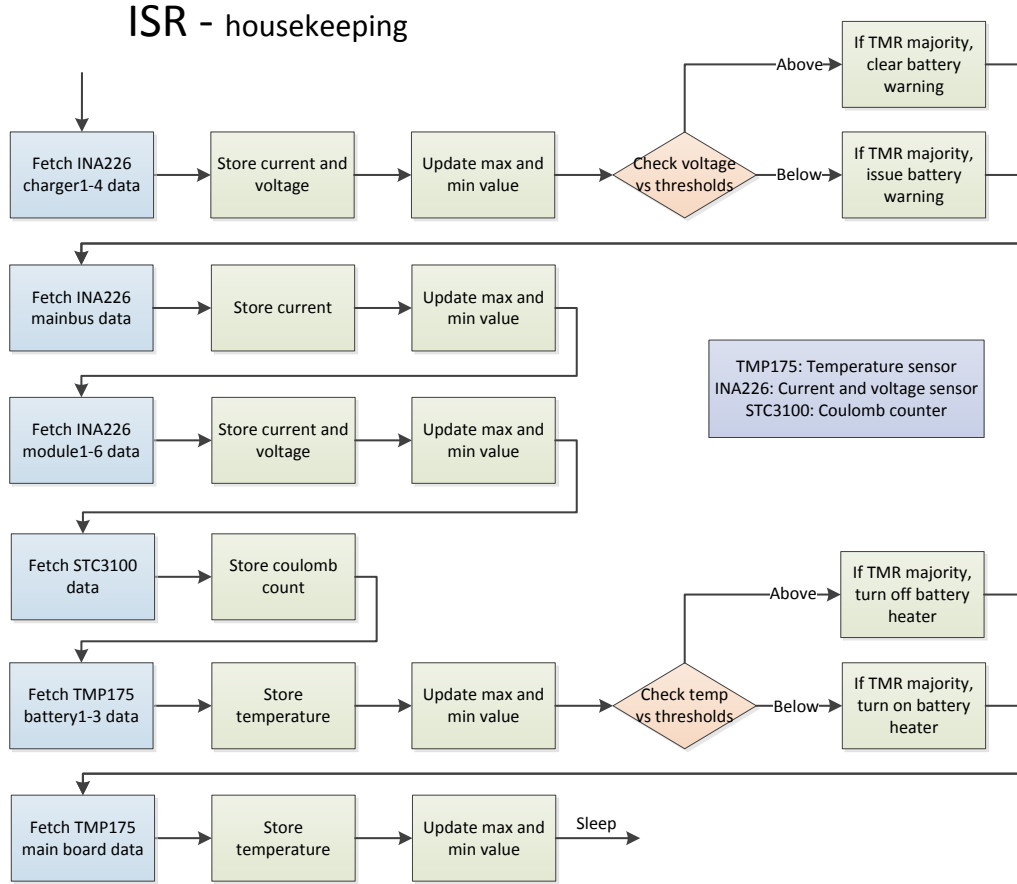 ISR - housekeeping
Fetch INA226
charger1-4 data
Store current and
voltage
Update max and
min value
Check voltage
vs thresholds
Above
If TMR majority,
clear battery
warning
Below
If TMR majority,
issue battery
warning
Fetch INA226
mainbus data
Store current
Update max and
min value
TMP175: Temperature sensor
INA226: Current and voltage sensor
STC3100: Coulomb counter
Fetch INA226
module1-6 data
Store current and
voltage
Update max and
min value
Fetch STC3100
data
Store coulomb
count
Fetch TMP175
battery1-3 data
Store
temperature
Update max and
min value
Check temp
vs thresholds
Above
If TMR majority,
turn off battery
heater
Below
If TMR majority,
turn on battery
heater
Fetch TMP175
main board data
Store
temperature
Update max and
min value
Sleep